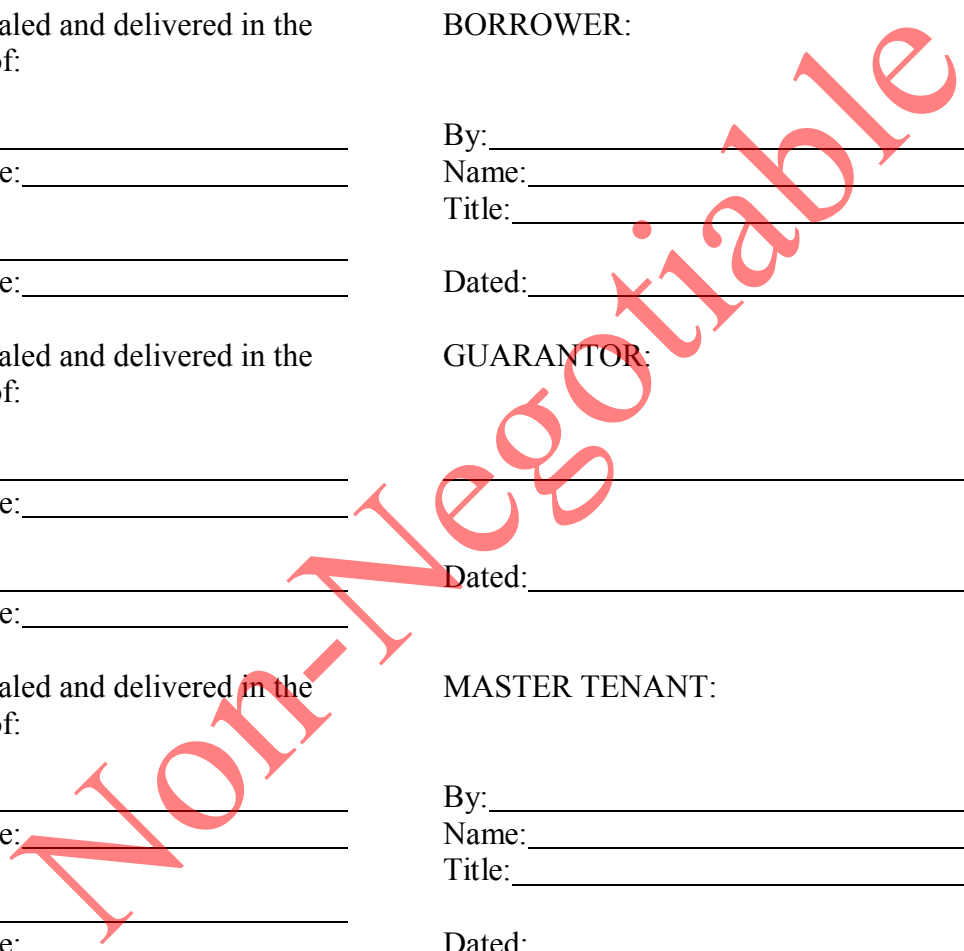 aled and delivered in the
of:
e:
e:
BORROWER:
By:
Name:
Title:
Dated:
aled and delivered in the
of:
e:
e:
GUARANTOR:
Dated:
aled and delivered in the
of:
e:
e:
MASTER TENANT:
By:
Name:
Title:
Dated:
Non-Negotiable